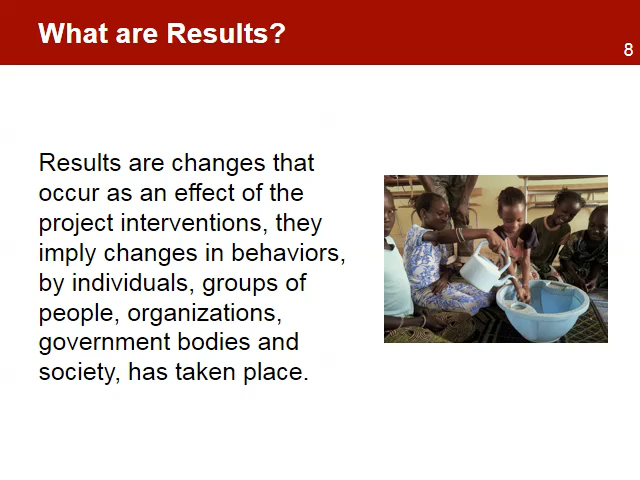 What are Results?
8
Results are changes that
occur as an effect of the
project interventions, they
imply changes in behaviors,
by individuals, groups of
people, organizations,
government bodies and
society, has taken place.